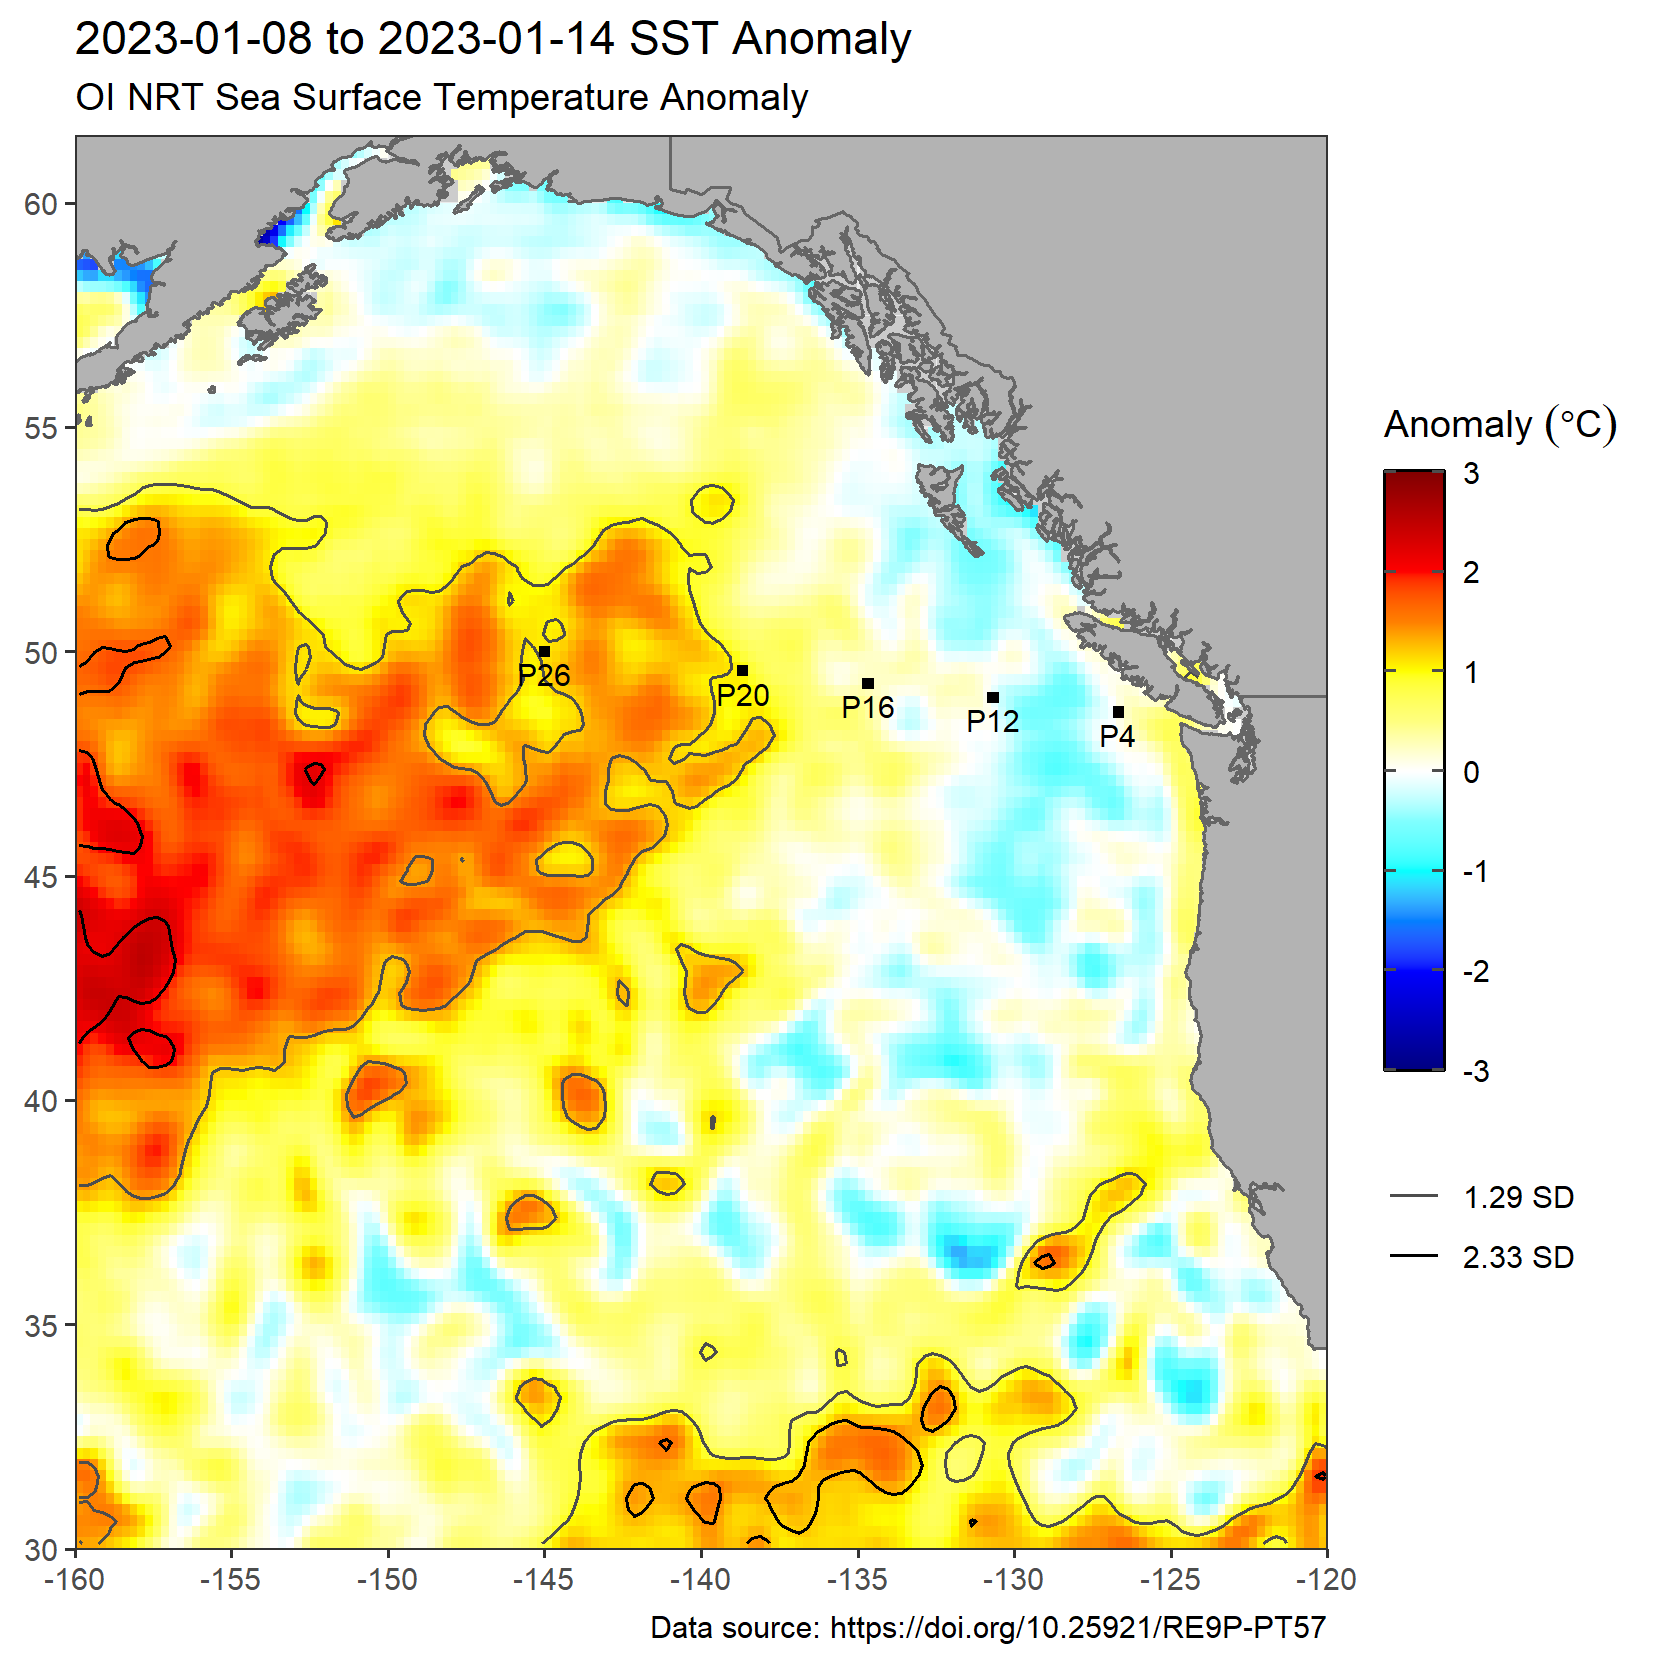 2023-01-08 to 2023-01-14 SST Anomaly
OI NRT Sea Surface Temperature Anomaly
60
55
50
45
40
35
30
-160
-155
-150
-145
-140
-135
-130
-125
-120
P26
P20
P16
P12
P4
Anomaly (°C)
3
2
1
0
-1
-2
-3
1.29 SD
2.33 SD
Data source: https://doi.org/10.25921/RE9P-PT57